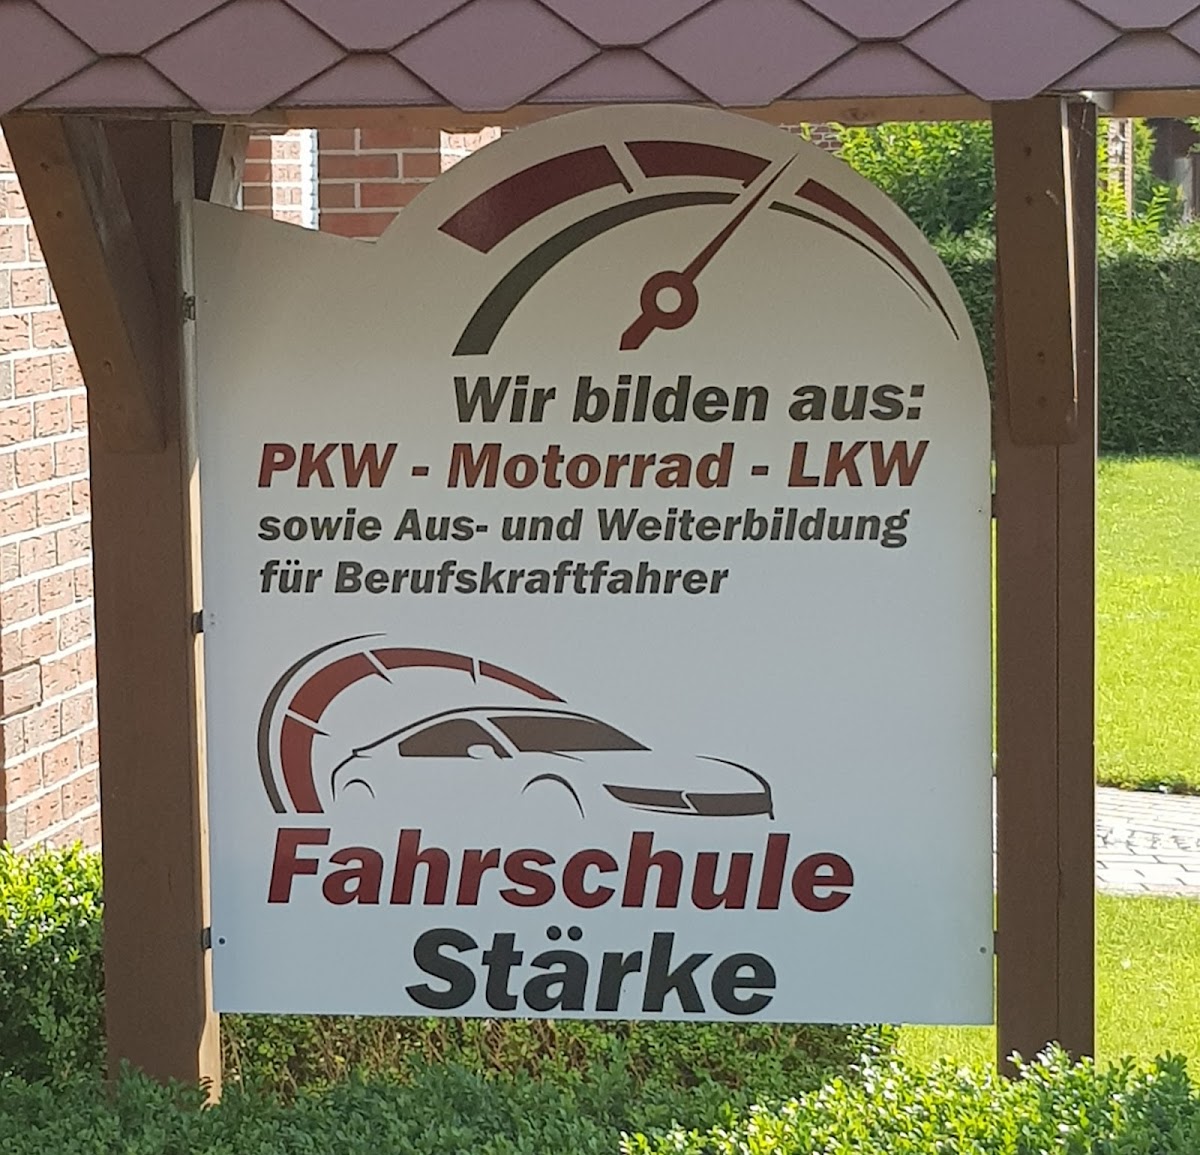 Wir bilden aus:
PKW - Motorrad - LKW
sowie Aus- und Weiterbildung
für Berufskraftfahrer
Fahrschule
Stärke